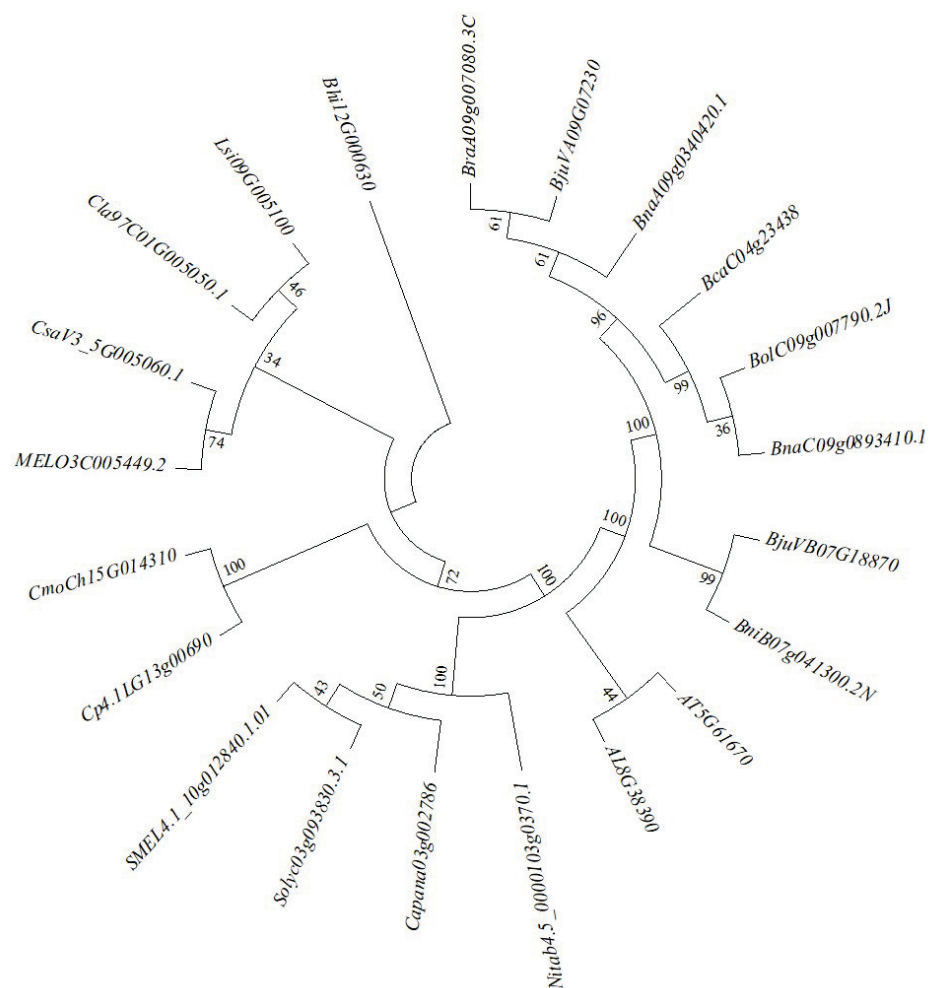 BraA09g007080.3C
BjuVA09G07230
BnaA09g0340420.1
BcaC04g23438
BolC09g007790.2J
BnaC09g0893410.1
BjuVB07G18870
BniB07g041300.2N
AT5G61670
AL8G38390
Nitab4.5_0000103g0370.1
Capana03g002786
Solyc03g093830.3.1
SMEL4.1_10g012840.1.01
Cp4.1LG13g00690
CmoCh15G014310
MELO3C005449.2
CsaV3_5G005060.1
Cla97C01G005050.1
Lsi09G005100
Bhi12G000630
61
61
96
99
36
100
99
100
44
100
100
50
43
72
100
74
34
46